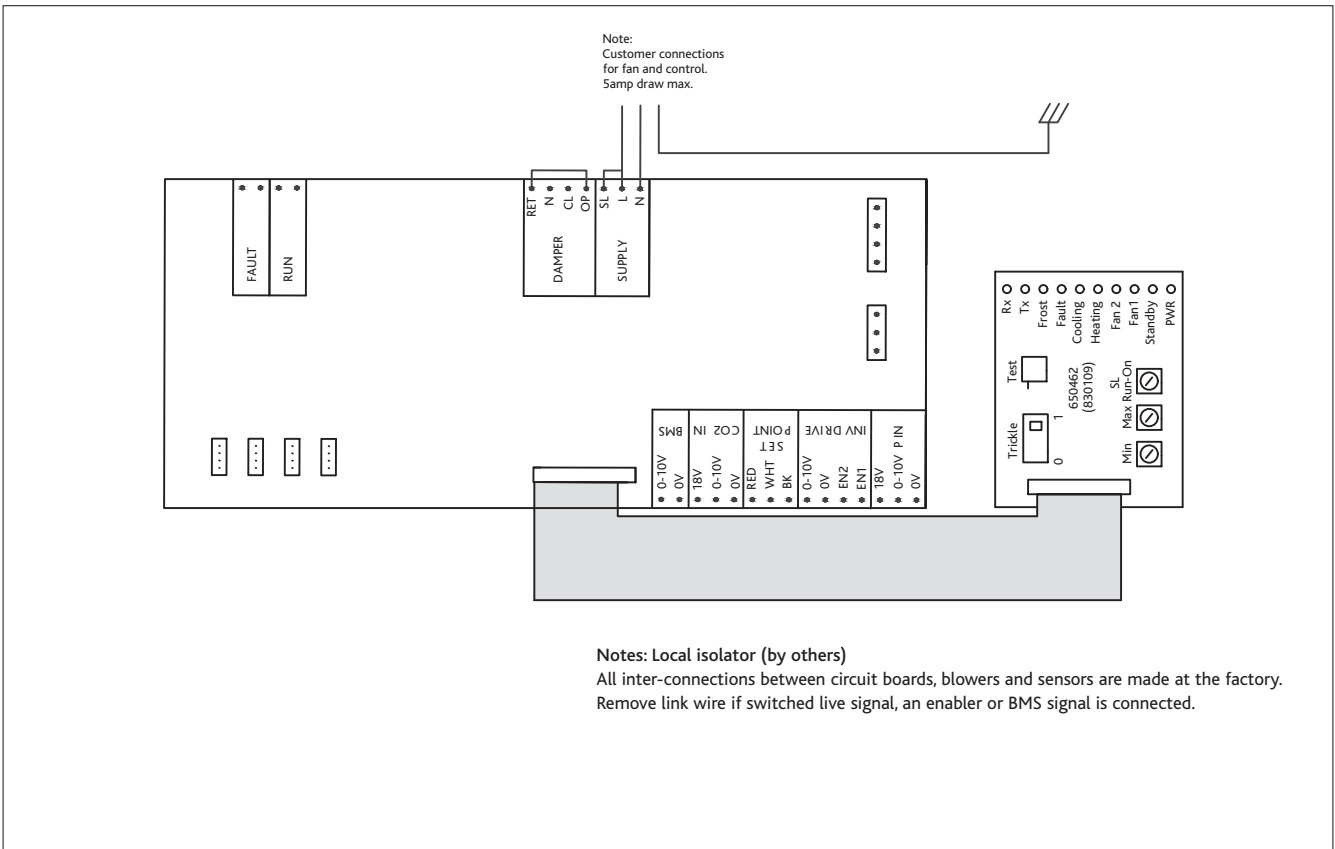 Note:
Customer connections
for fan and control.
5amp draw max.
FAULT
RUN
RET
N
CL
OP
DAMPER
SL
L
N
SUPPLY
BMS
0-10V
0V
CO2 IN
18V
0-10V
0V
SET
POINT
RED
WHT
BK
INV DRIVE
0-10V
0V
EN2
EN1
P IN
18V
0-10V
0V
Rx
Tx
Frost
Fault
Cooling
Heating
Fan 2
Fan1
Standby
PWR
Test
650462
(830109)
SL
Run-On
Trickle
0
1
Min
Max
Notes: Local isolator (by others)
All inter-connections between circuit boards, blowers and sensors are made at the factory.
Remove link wire if switched live signal, an enabler or BMS signal is connected.